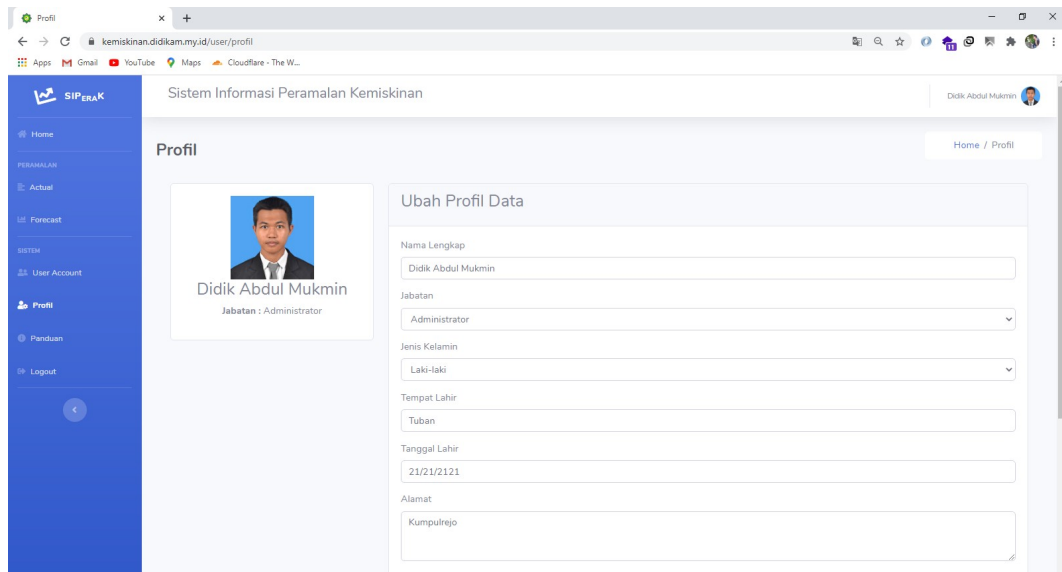 Profil
kemiskinan.didikam.my.id/user/profil
Apps Gmail YouTube Maps Cloudflare - The W...
SIPERAK
Sistem Informasi Peramalan Kemiskinan
Didik Abdul Mukmin
Home
PERAMALAN
Actual
Forecast
SISTEM
User Account
Profil
Panduan
Logout
Profil
Home / Profil
Didik Abdul Mukmin
Jabatan : Administrator
Ubah Profil Data
Nama Lengkap
Didik Abdul Mukmin
Jabatan
Administrator
Jenis Kelamin
Laki-laki
Tempat Lahir
Tuban
Tanggal Lahir
21/21/2121
Alamat
Kumpulrejo
11